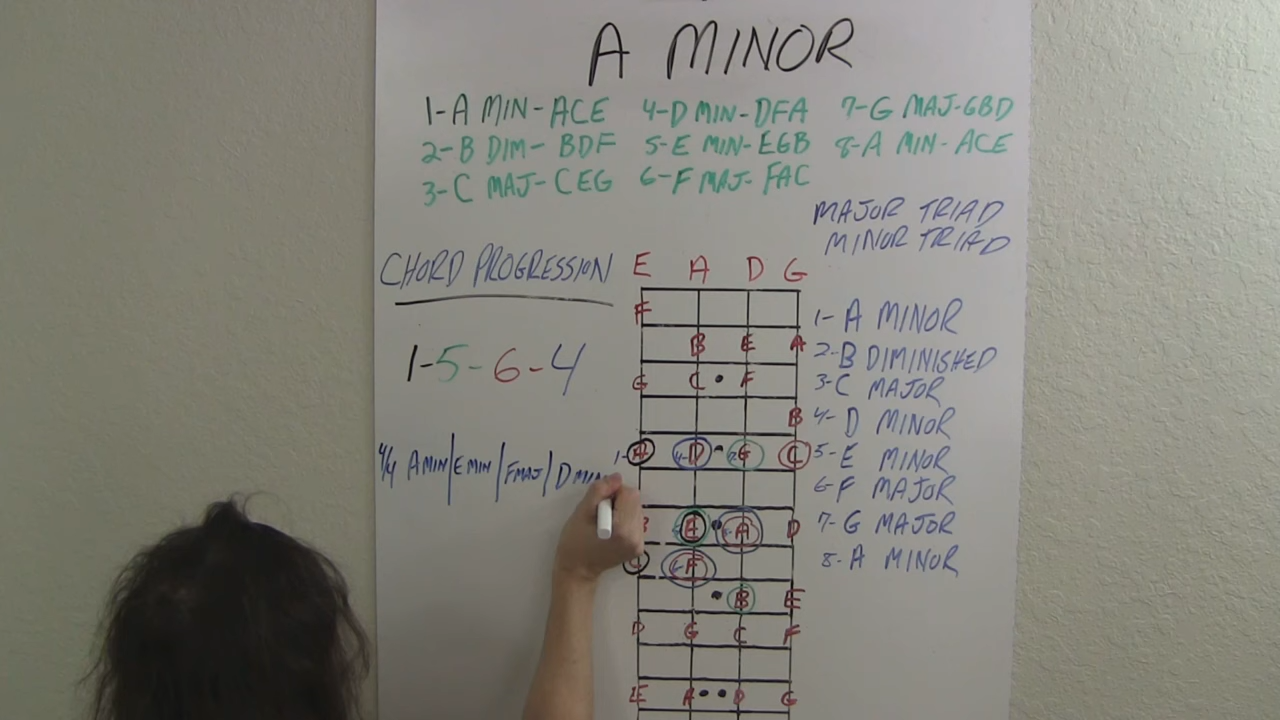 A MINOR
1-A MIN-ACE 4-D MIN-DFA 7-G MAJ-GBD
2-B DIM-BDF 5-E MIN-EGB 8-A MIN-ACE
3-C MAJ-CEG 6-F MAJ-FAC
MAJOR TRIAD
MINOR TRIAD
CHORD PROGRESSION
1-5-6-4
4/4 A MIN/E MIN/F MAJ/D MIN
E A D G
F
B E A
G C F
B
1-A 4-D G C
E A D
C F
B E
D G C F
E A D G
1- A MINOR
2-B DIMINISHED
3-C MAJOR
4-D MINOR
5-E MINOR
6-F MAJOR
7-G MAJOR
8-A MINOR